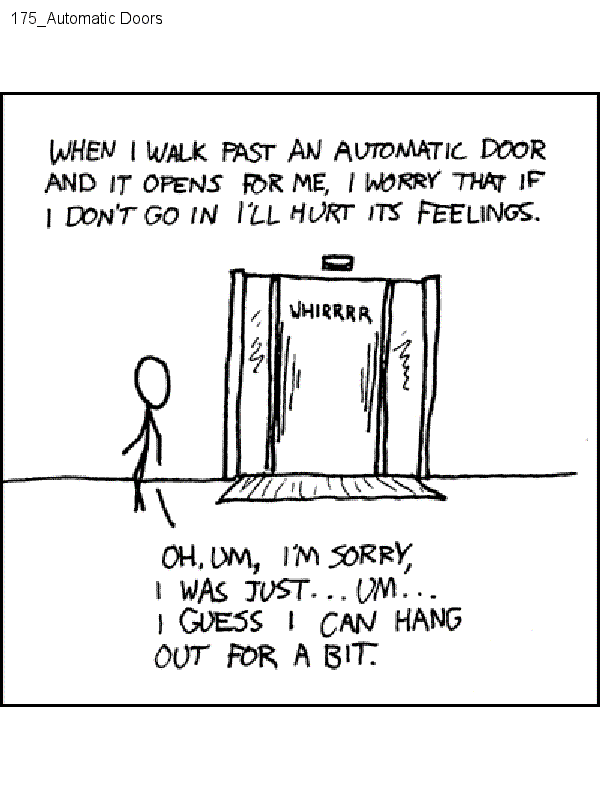 175_Automatic Doors
WHEN I WALK PAST AN AUTOMATIC DOOR
AND IT OPENS FOR ME, I WORRY THAT IF
I DON'T GO IN I'LL HURT ITS FEELINGS.
WHIRRRR
OH, UM, I'M SORRY,
I WAS JUST... UM...
I GUESS I CAN HANG
OUT FOR A BIT.